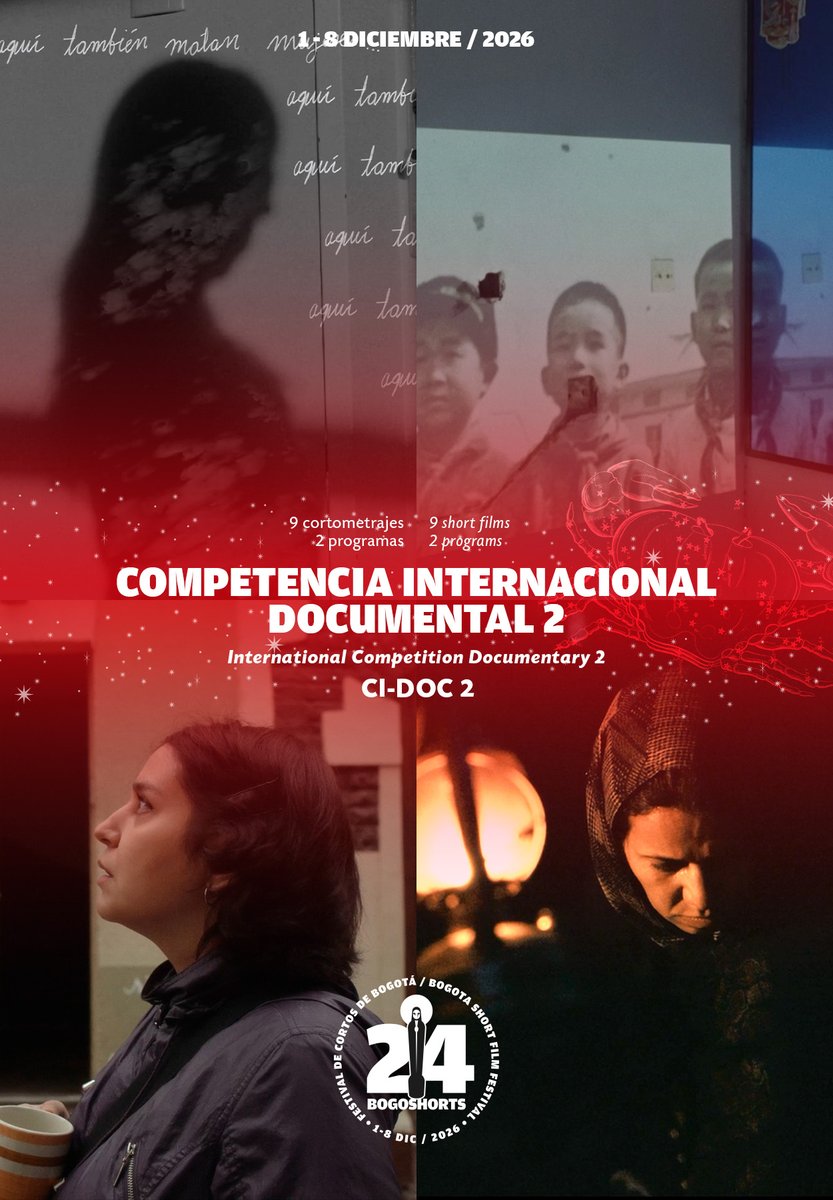 1 - 8 DICIEMBRE / 2026
aquí también matan
aquí
aquí
aquí
aquí
aquí
9 cortometrajes 9 short films
2 programas 2 programs
COMPETENCIA INTERNACIONAL
DOCUMENTAL 2
International Competition Documentary 2
CI-DOC 2
FESTIVAL DE CORTOS DE BOGOTÁ / BOGOTA SHORT FILM FESTIVAL
24
BOGOSHORTS
• 1-8 DIC / 2026 •